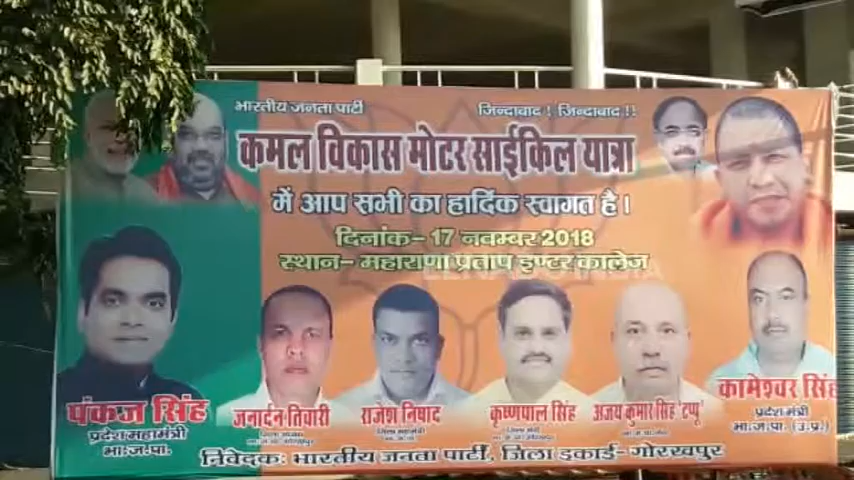 भारतीय जनता पार्टी जिन्दाबाद ! जिन्दाबाद !!
कमल विकास मोटर साईकिल यात्रा
में आप सभी का हार्दिक स्वागत है।
दिनांक- 17 नवम्बर 2018
स्थान- महाराणा प्रताप इण्टर कालेज
पंकज सिंह
प्रदेश महामंत्री
भा.ज.पा.
जनार्दन तिवारी
राजेश निषाद
कृष्णपाल सिंह
अजय कुमार सिंह 'टप्पू'
कामेश्वर सिंह
प्रदेश मंत्री
भा.ज.पा. (उ.प्र.)
निवेदक: भारतीय जनता पार्टी, जिला इकाई- गोरखपुर